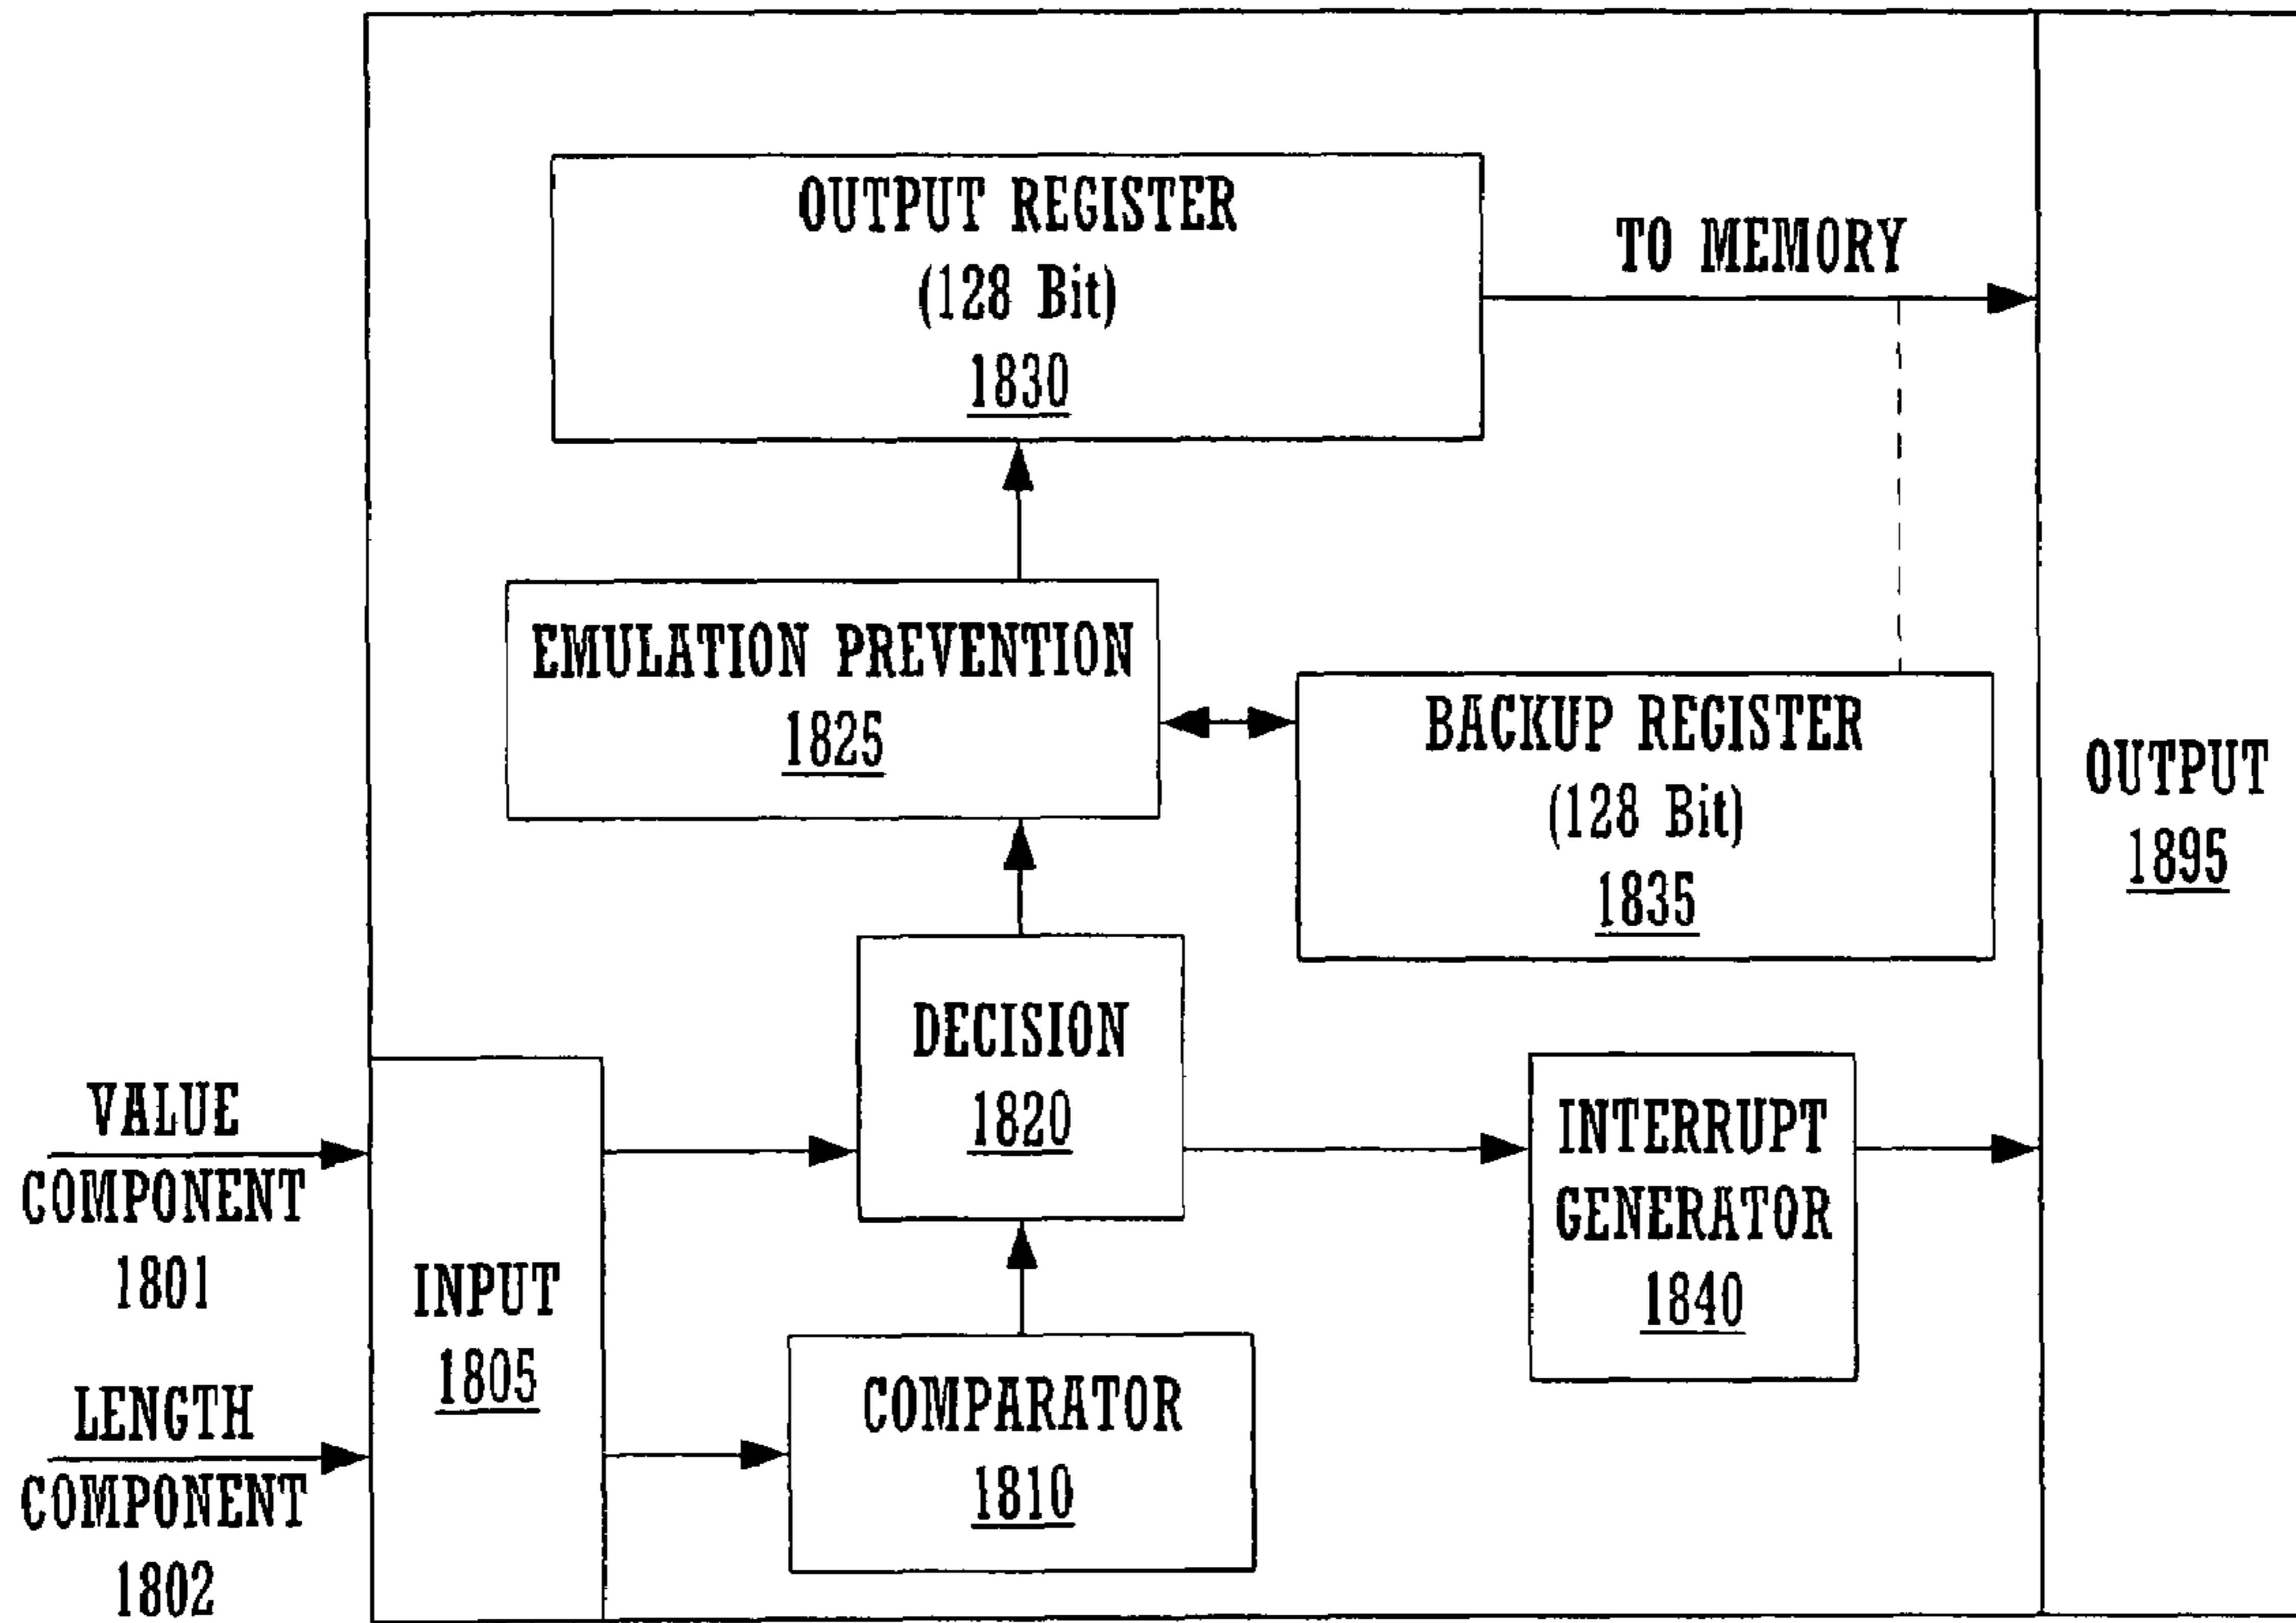 OUTPUT REGISTER
(128 Bit)
1830
TO MEMORY
EMULATION PREVENTION
1825
BACKUP REGISTER
(128 Bit)
1835
OUTPUT
1895
DECISION
1820
INTERRUPT
GENERATOR
1840
VALUE
COMPONENT
1801
INPUT
1805
LENGTH
COMPONENT
1802
COMPARATOR
1810